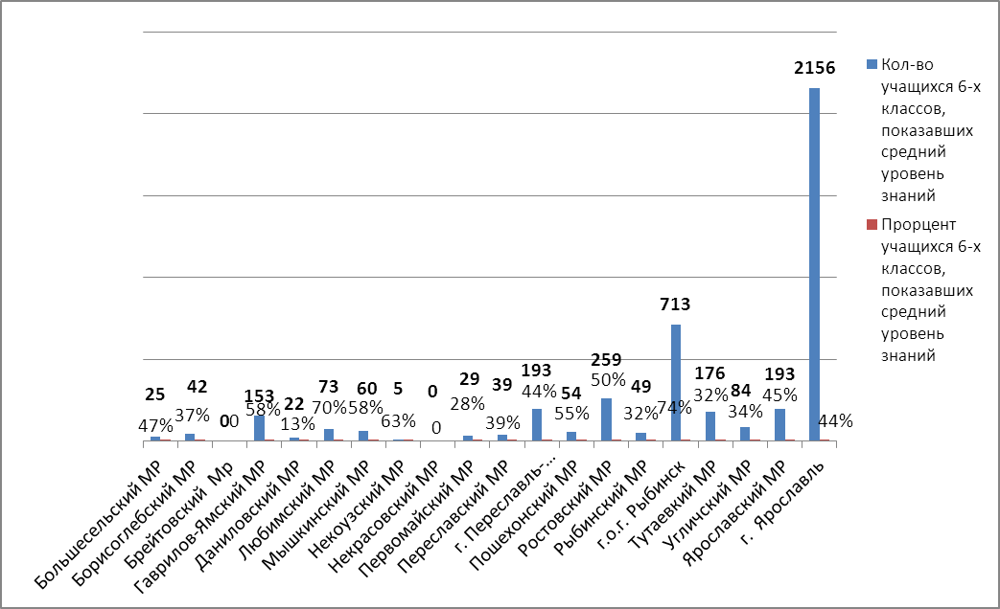 2156
713
259
193
176
193
153
84
73
60
54
49
42
39
29
25
22
5
0
0
47%
37%
0
58%
13%
70%
58%
63%
0
28%
39%
44%
55%
50%
32%
74%
32%
34%
45%
44%
Большесельский МР
Борисоглебский МР
Брейтовский Мр
Гаврилов-Ямский МР
Даниловский МР
Любимский МР
Мышкинский МР
Некоузский МР
Некрасовский МР
Первомайский МР
Переславский МР
г. Переславль-...
Пошехонский МР
Ростовский МР
Рыбинский МР
г.о.г. Рыбинск
Тутаевкий МР
Угличский МР
Ярославский МР
г. Ярославль
Кол-во
учащихся 6-х
классов,
показавших
средний
уровень
знаний
Прорцент
учащихся 6-х
классов,
показавших
средний
уровень
знаний